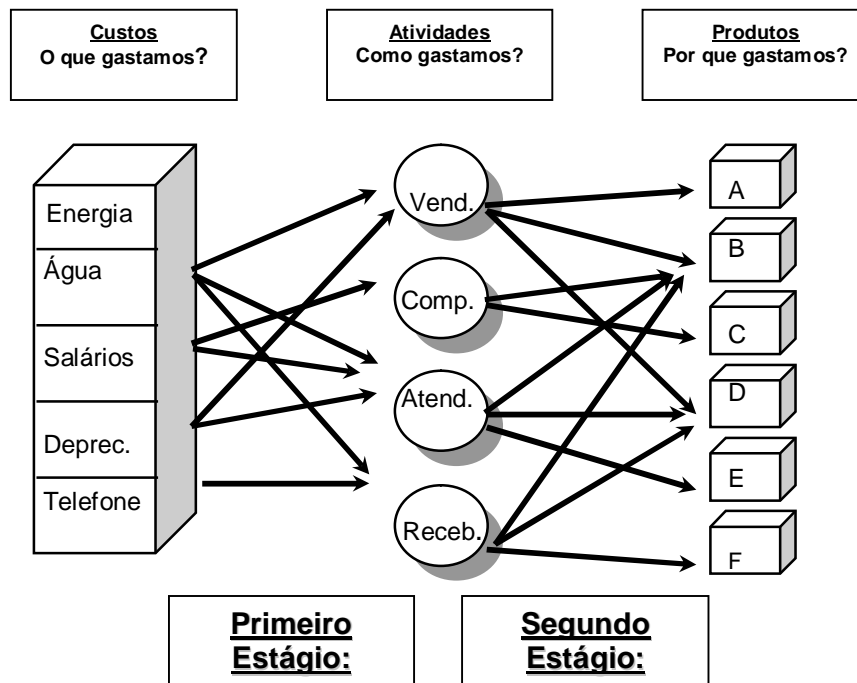 Custos
O que gastamos?
Atividades
Como gastamos?
Produtos
Por que gastamos?
Energia
Água
Salários
Deprec.
Telefone
Vend.
Comp.
Atend.
Receb.
A
B
C
D
E
F
Primeiro
Estágio:
Segundo
Estágio: